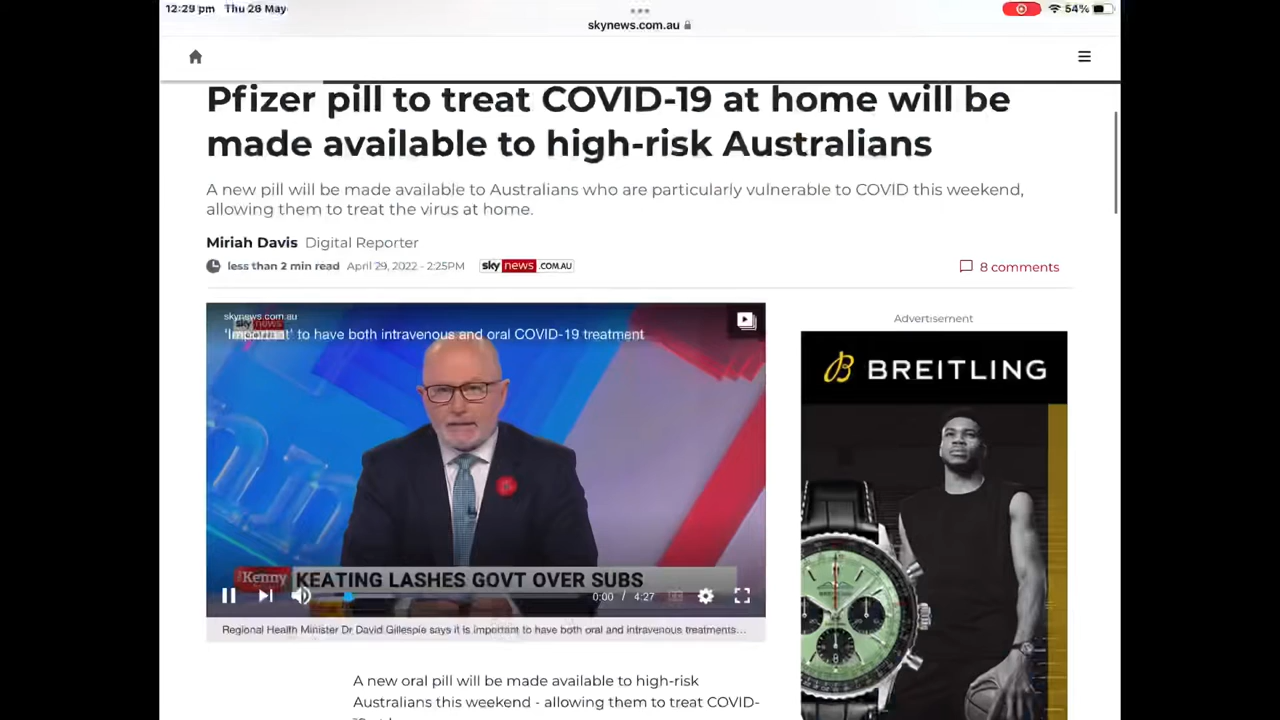 12:29 pm Thu 26 May
54%
skynews.com.au
Pfizer pill to treat COVID-19 at home will be
made available to high-risk Australians
A new pill will be made available to Australians who are particularly vulnerable to COVID this weekend,
allowing them to treat the virus at home.
Miriah Davis Digital Reporter
less than 2 min read April 29, 2022 - 2:25PM sky news .COM.AU
8 comments
Advertisement
skynews.com.au
'Important' to have both intravenous and oral COVID-19 treatment
BREITLING
Kenny KEATING LASHES GOVT OVER SUBS
0:00 / 4:27
Regional Health Minister Dr David Gillespie says it is important to have both oral and intravenous treatments...
A new oral pill will be made available to high-risk
Australians this weekend - allowing them to treat COVID-